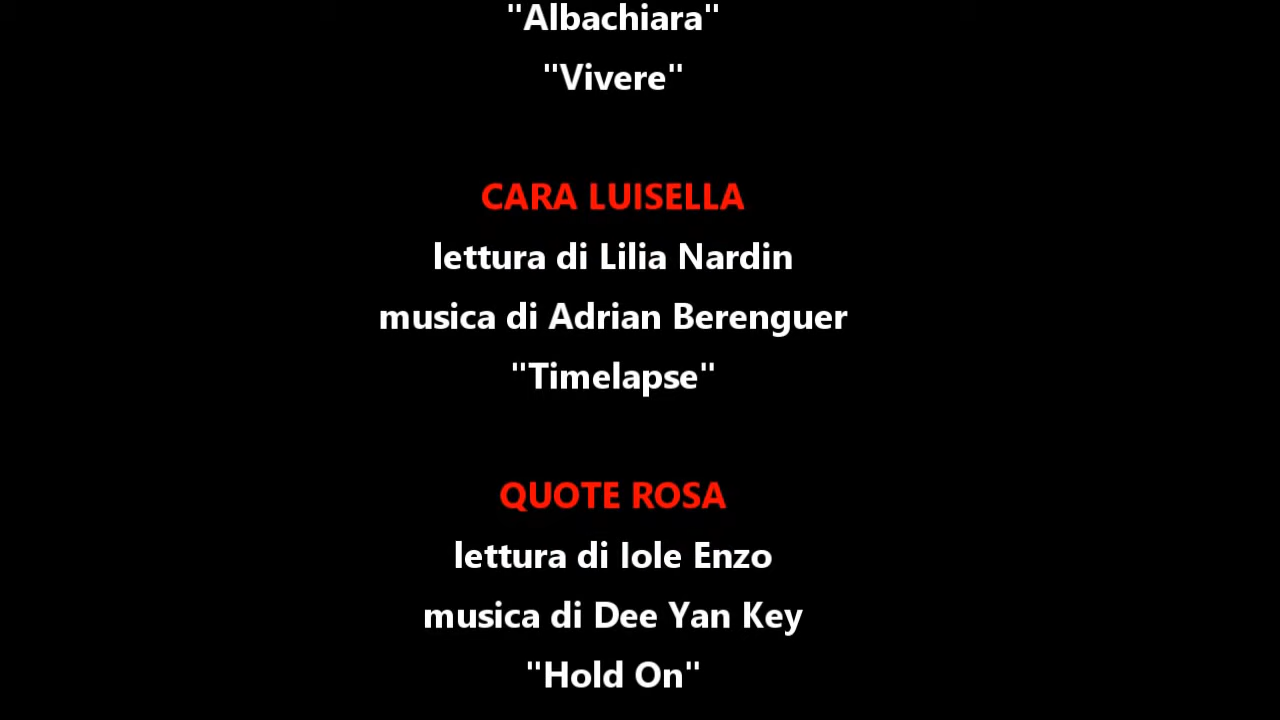 "Albachiara"
"Vivere"
CARA LUISELLA
lettura di Lilia Nardin
musica di Adrian Berenguer
"Timelapse"
QUOTE ROSA
lettura di Iole Enzo
musica di Dee Yan Key
"Hold On"